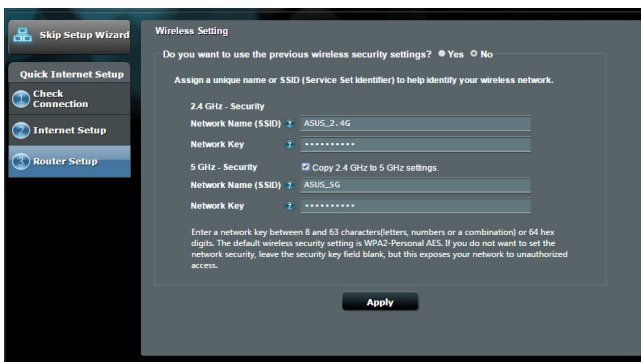 Skip Setup Wizard
Quick Internet Setup
1 Check
Connection
2 Internet Setup
3 Router Setup
Wireless Setting
Do you want to use the previous wireless security settings? Yes No
Assign a unique name or SSID (Service Set Identifier) to help identify your wireless network.
2.4 GHz - Security
Network Name (SSID) ? ASUS_2.4G
Network Key ? ••••••••••
5 GHz - Security Copy 2.4 GHz to 5 GHz settings.
Network Name (SSID) ? ASUS_5G
Network Key ? ••••••••••
Enter a network key between 8 and 63 characters(letters, numbers or a combination) or 64 hex
digits. The default wireless security setting is WPA2-Personal AES. If you do not want to set the
network security, leave the security key field blank, but this exposes your network to unauthorized
access.
Apply